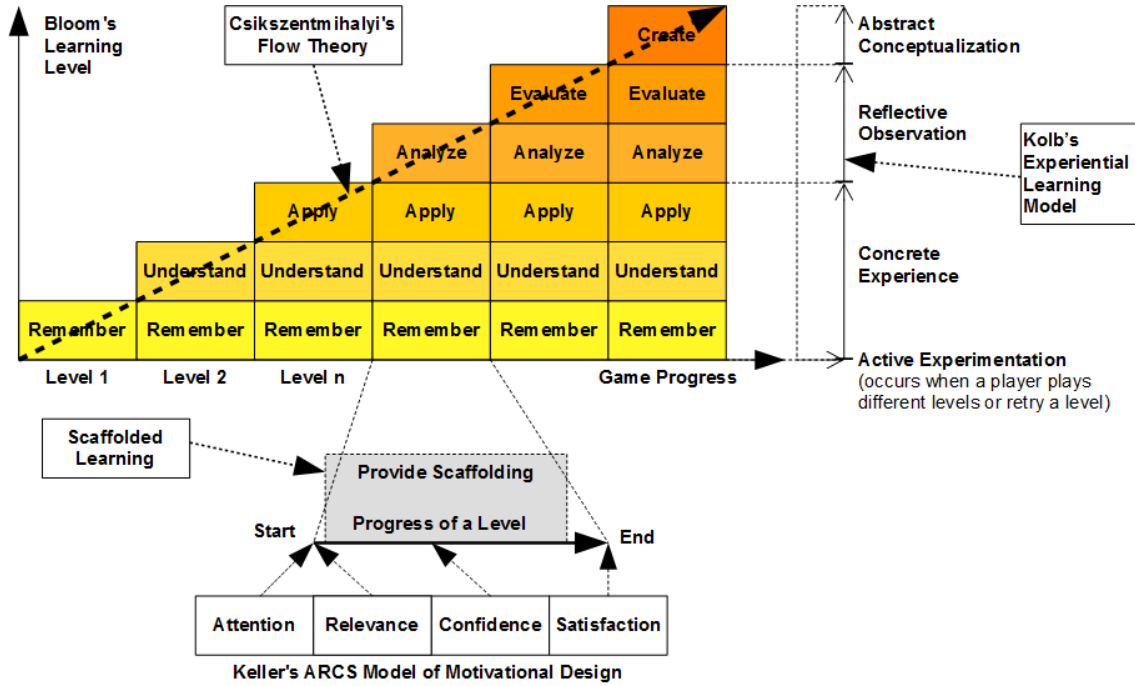 Bloom's
Learning
Level
Csikszentmihalyi's
Flow Theory
Create
Abstract
Conceptualization
Evaluate Evaluate
Reflective
Observation
Analyze Analyze Analyze
Kolb's
Experiential
Learning
Model
Apply Apply Apply Apply
Understand Understand Understand Understand Understand
Concrete
Experience
Remember Remember Remember Remember Remember Remember
Level 1 Level 2 Level n Game Progress
Active Experimentation
(occurs when a player plays
different levels or retry a level)
Scaffolded
Learning
Provide Scaffolding
Progress of a Level
Start
End
Attention Relevance Confidence Satisfaction
Keller's ARCS Model of Motivational Design